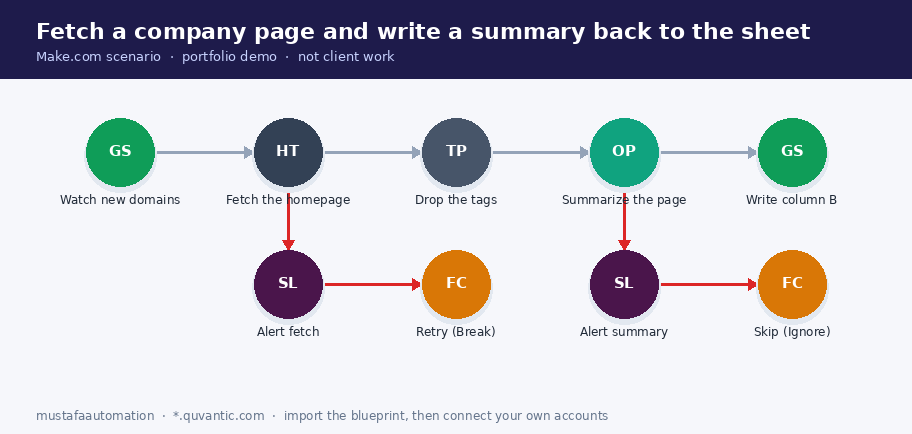 Fetch a company page and write a summary back to the sheet
Make.com scenario · portfolio demo · not client work
GS HT TP OP GS
Watch new domains Fetch the homepage Drop the tags Summarize the page Write column B
SL FC SL FC
Alert fetch Retry (Break) Alert summary Skip (Ignore)
mustafaautomation · *.quvantic.com · import the blueprint, then connect your own accounts